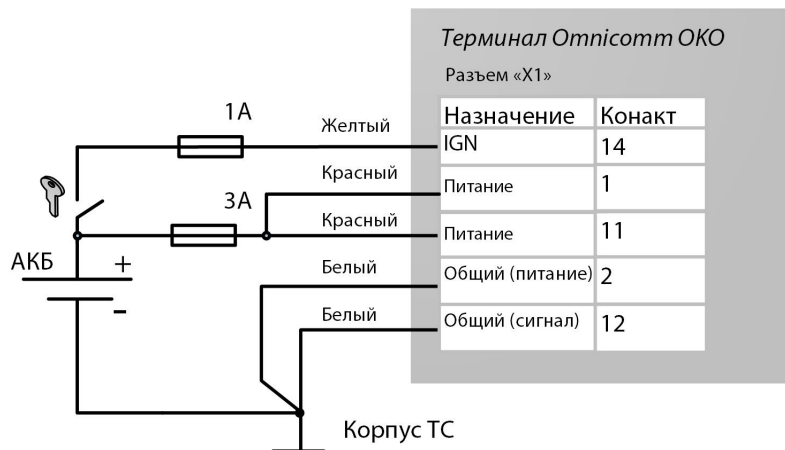 Терминал Omnicomm OKO
Разъем «X1»
Назначение Конакт
1А Желтый IGN 14
Красный Питание 1
3А Красный Питание 11
АКБ + Белый Общий (питание) 2
- Белый Общий (сигнал) 12
Корпус ТС